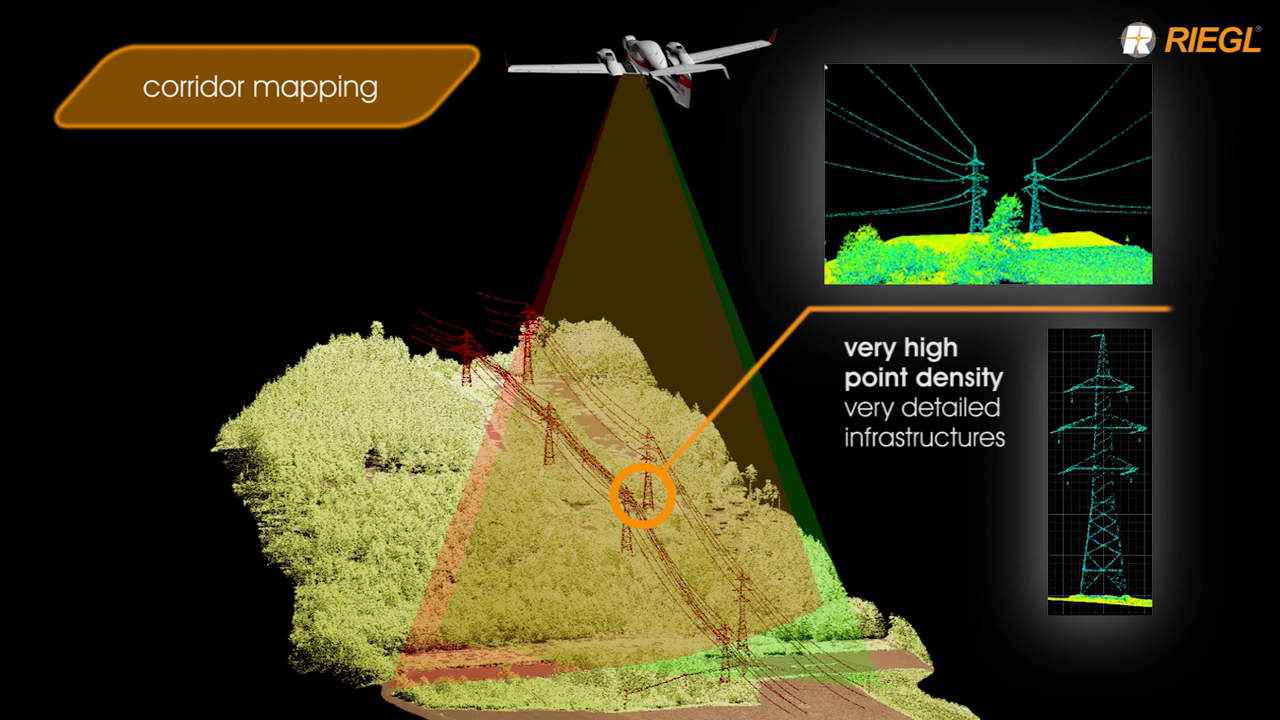 corridor mapping
RIEGL®
very high
point density
very detailed
infrastructures